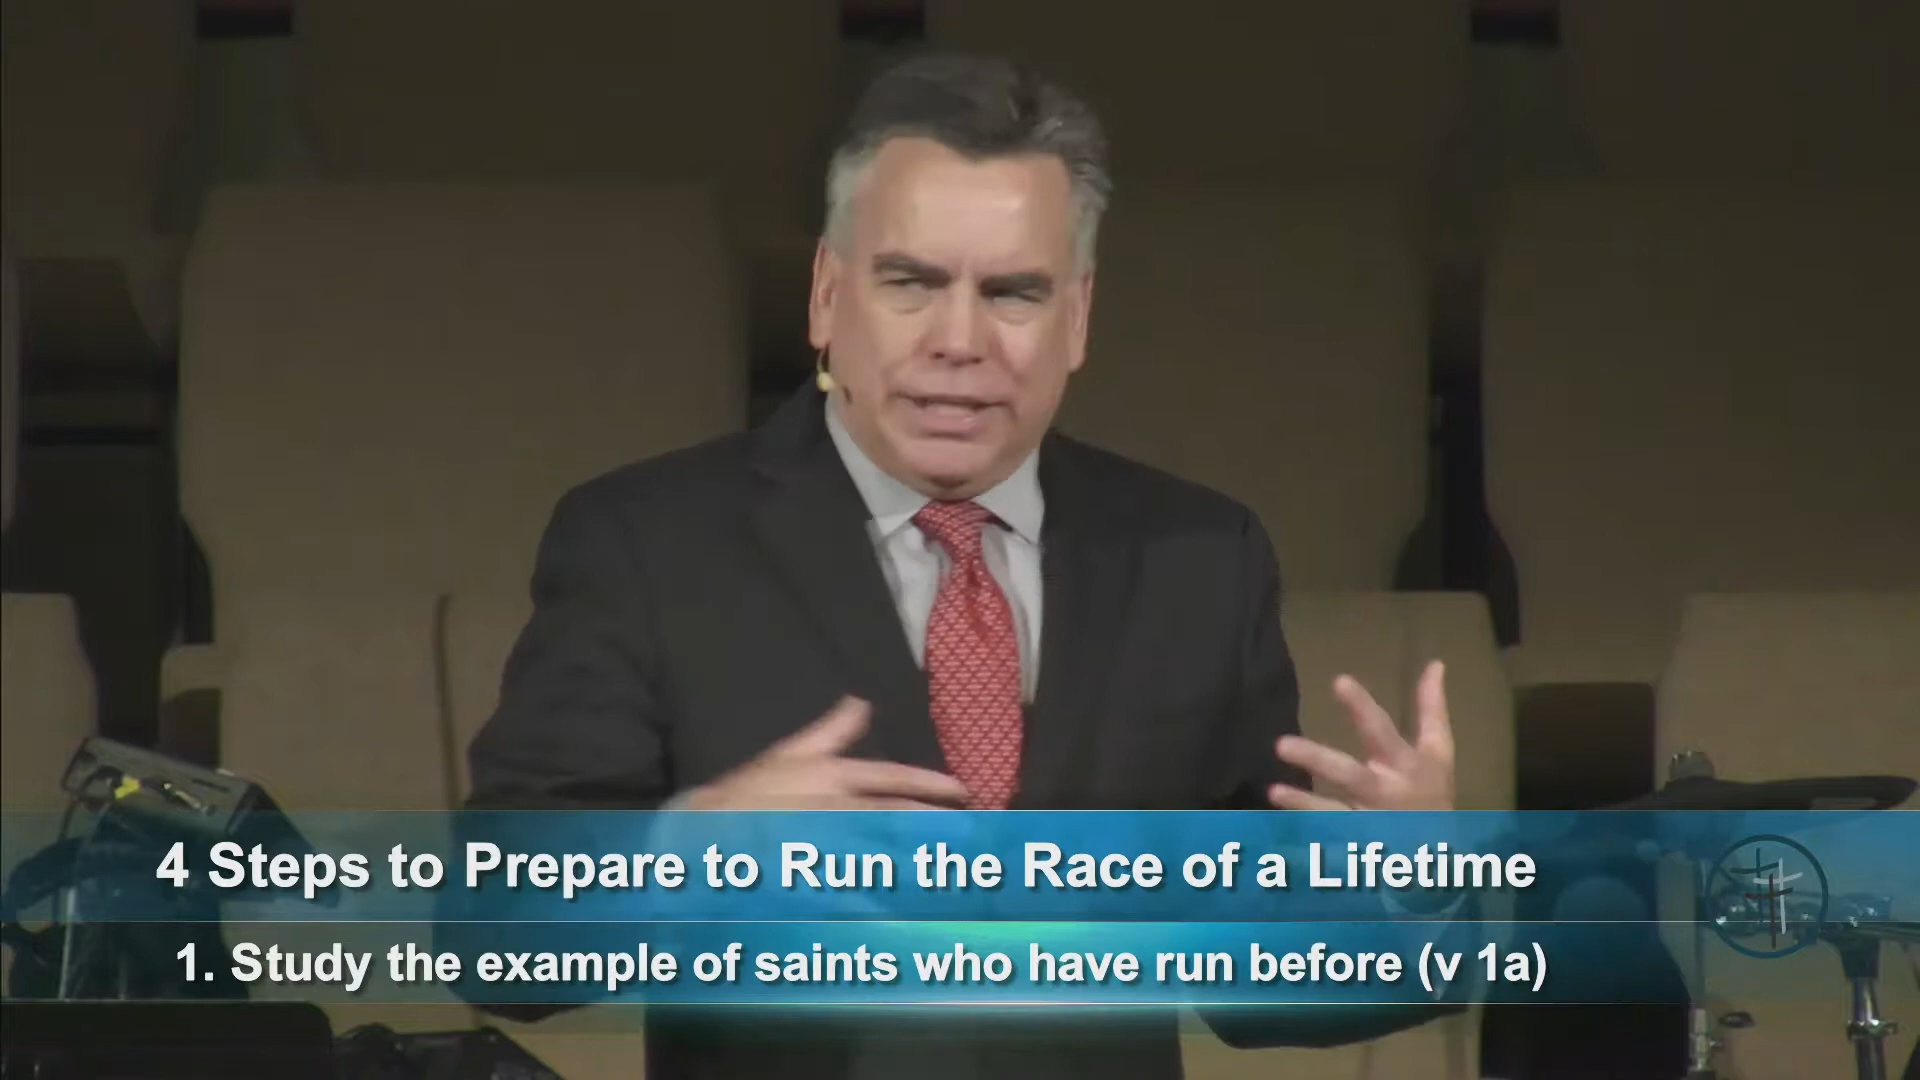 4 Steps to Prepare to Run the Race of a Lifetime
1. Study the example of saints who have run before (v 1a)